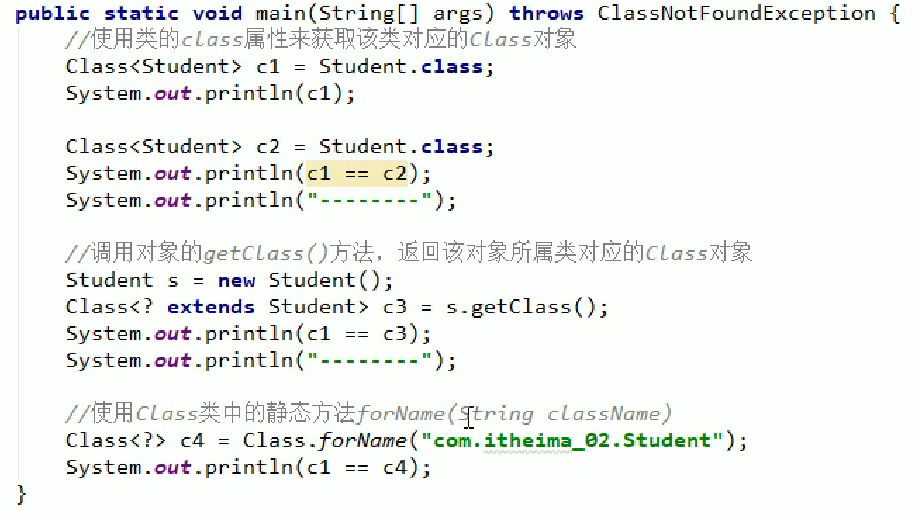 public static void main(String[] args) throws ClassNotFoundException {
//使用类的class属性来获取该类对应的Class对象
Class<Student> c1 = Student.class;
System.out.println(c1);
Class<Student> c2 = Student.class;
System.out.println(c1 == c2);
System.out.println("--------");
//调用对象的getClass()方法，返回该对象所属类对应的Class对象
Student s = new Student();
Class<? extends Student> c3 = s.getClass();
System.out.println(c1 == c3);
System.out.println("--------");
//使用Class类中的静态方法forName(String className)
Class<?> c4 = Class.forName("com.itheima_02.Student");
System.out.println(c1 == c4);
}